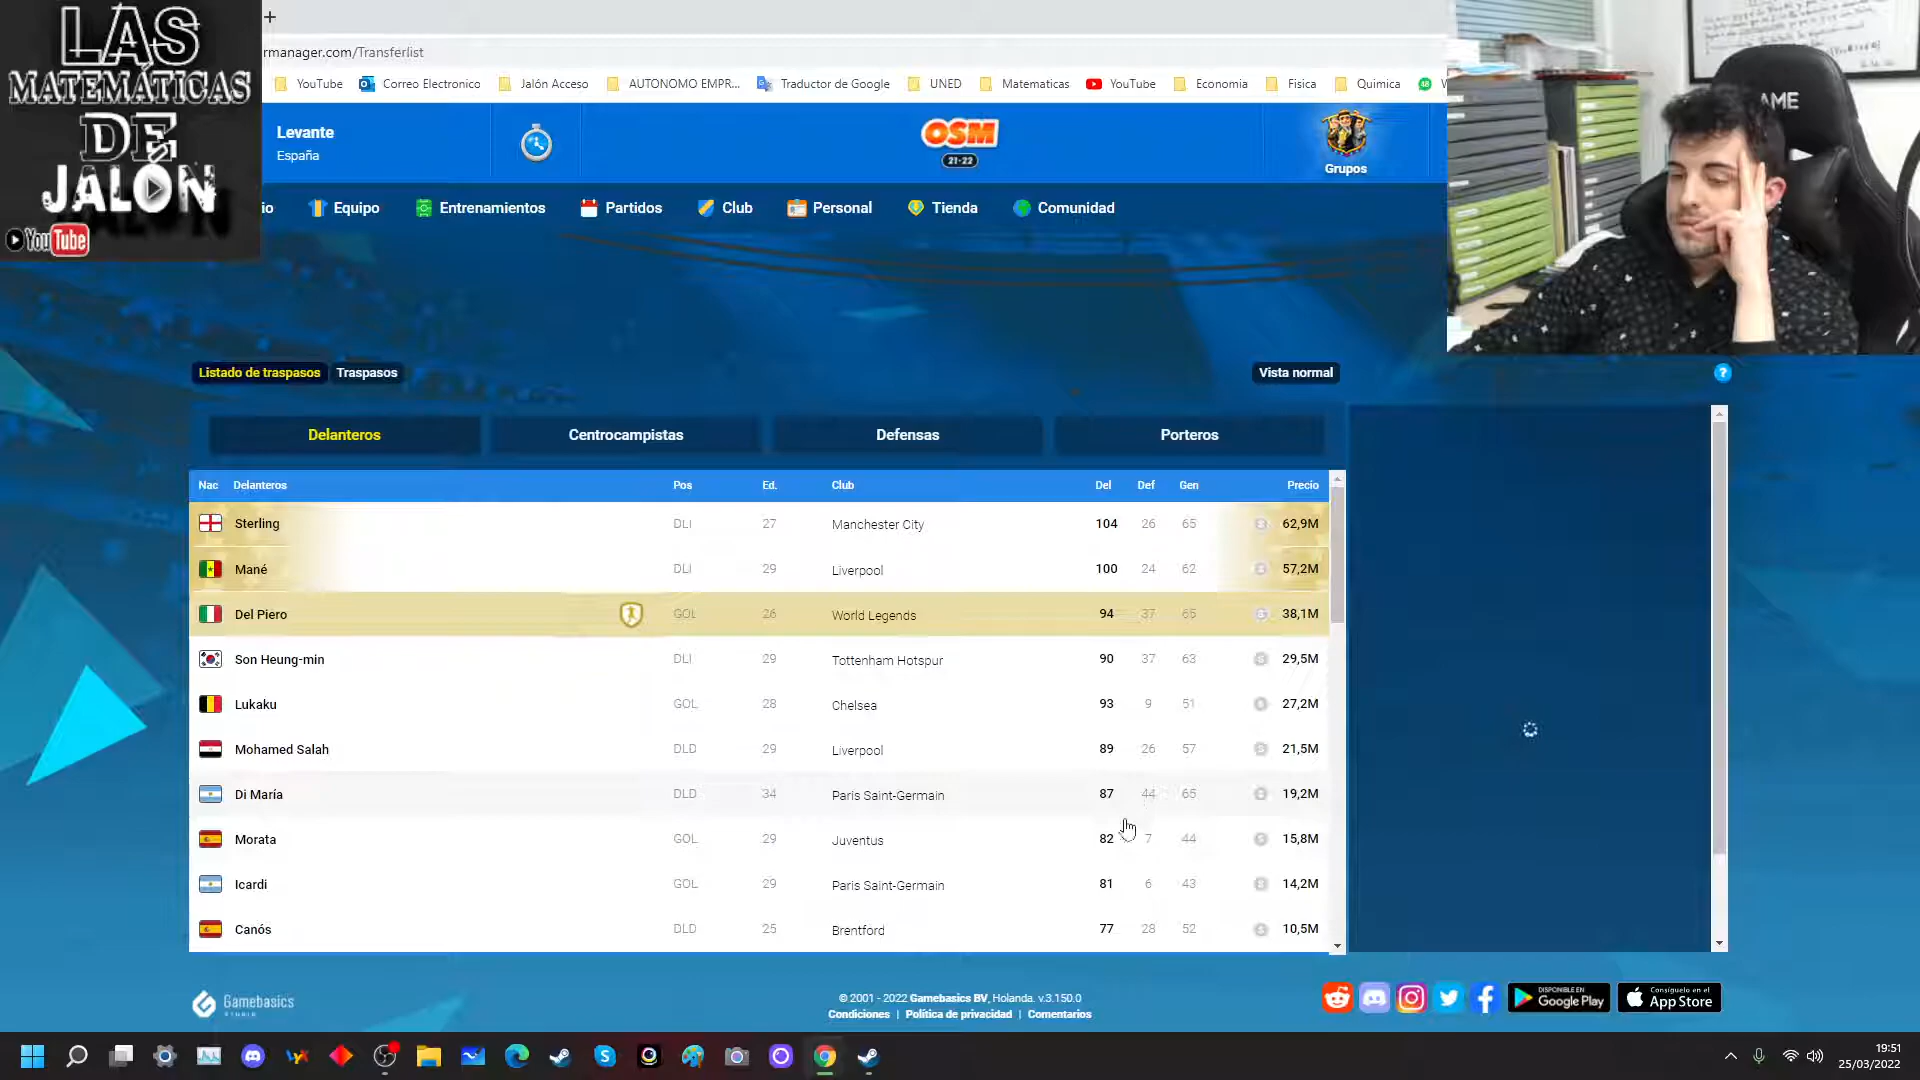 LAS
MATEMÁTICAS
DE
JALÓN
YouTube
rmanager.com/Transferlist
YouTube Correo Electronico Jalón Acceso AUTONOMO EMPR... Traductor de Google UNED Matematicas YouTube Economia Fisica Quimica
Levante
España
OSM
21-22
Grupos
io Equipo Entrenamientos Partidos Club Personal Tienda Comunidad
Listado de traspasos Traspasos Vista normal ?
Delanteros Centrocampistas Defensas Porteros
Nac Delanteros Pos Ed. Club Del Def Gen Precio
Sterling DLI 27 Manchester City 104 26 65 62,9M
Mané DLI 29 Liverpool 100 24 62 57,2M
Del Piero GOL 26 World Legends 94 37 65 38,1M
Son Heung-min DLI 29 Tottenham Hotspur 90 37 63 29,5M
Lukaku GOL 28 Chelsea 93 9 51 27,2M
Mohamed Salah DLD 29 Liverpool 89 26 57 21,5M
Di María DLD 34 Paris Saint-Germain 87 44 65 19,2M
Morata GOL 29 Juventus 82 7 44 15,8M
Icardi GOL 29 Paris Saint-Germain 81 6 43 14,2M
Canós DLD 25 Brentford 77 28 52 10,5M
Gamebasics
STUDIO
© 2001 - 2022 Gamebasics BV, Holanda. v.3.150.0
Condiciones | Política de privacidad | Comentarios
DISPONIBLE EN
Google Play
Consíguelo en el
App Store
19:51
25/03/2022